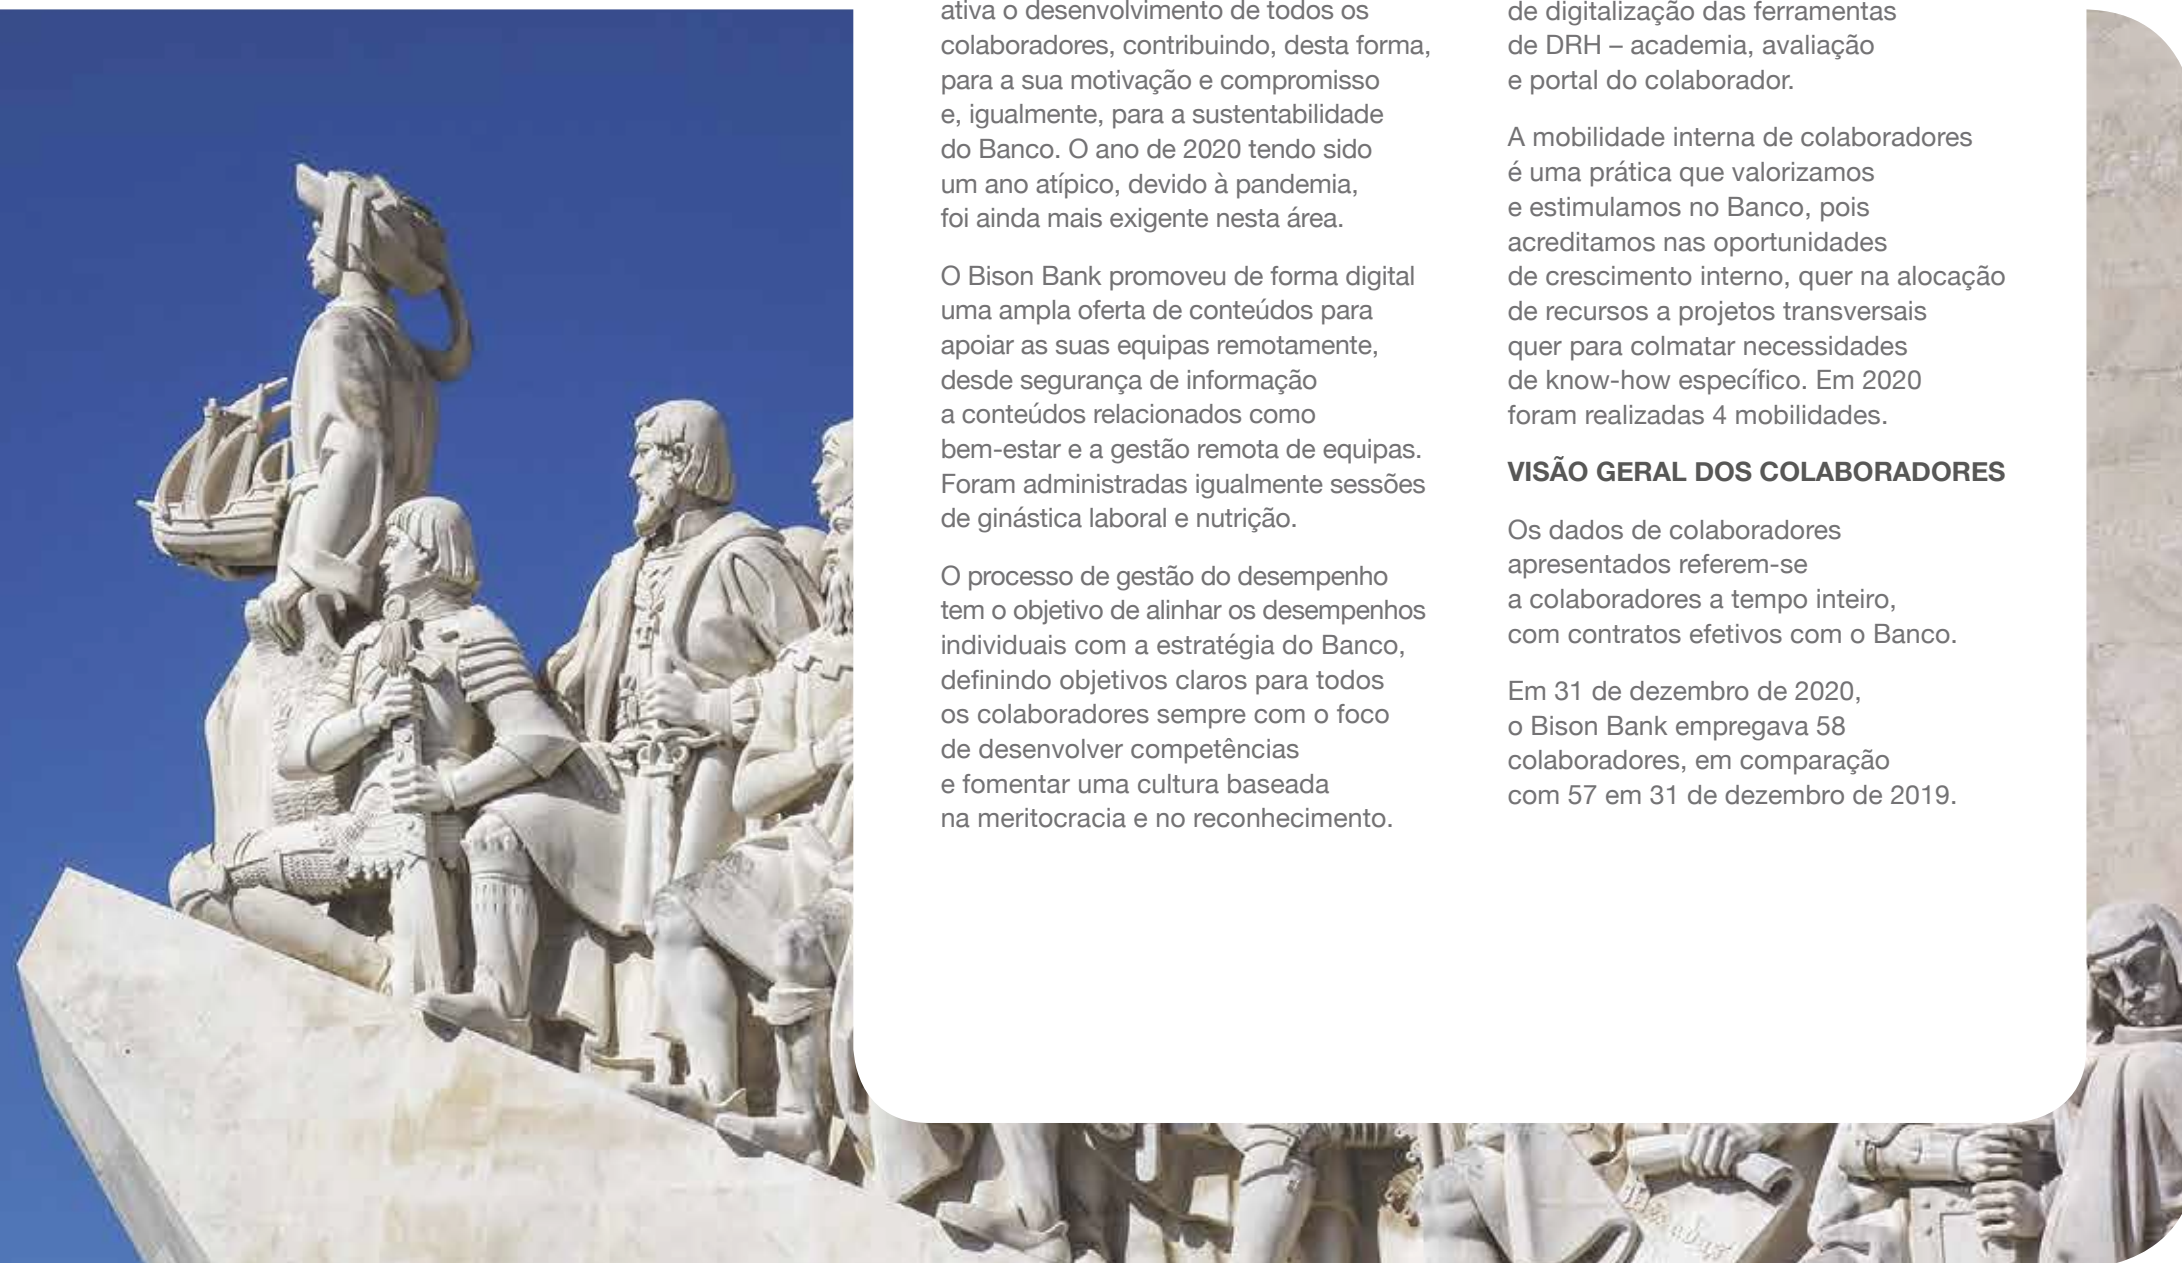 ativa o desenvolvimento de todos os
colaboradores, contribuindo, desta forma,
para a sua motivação e compromisso
e, igualmente, para a sustentabilidade
do Banco. O ano de 2020 tendo sido
um ano atípico, devido à pandemia,
foi ainda mais exigente nesta área.
O Bison Bank promoveu de forma digital
uma ampla oferta de conteúdos para
apoiar as suas equipas remotamente,
desde segurança de informação
a conteúdos relacionados como
bem-estar e a gestão remota de equipas.
Foram administradas igualmente sessões
de ginástica laboral e nutrição.
O processo de gestão do desempenho
tem o objetivo de alinhar os desempenhos
individuais com a estratégia do Banco,
definindo objetivos claros para todos
os colaboradores sempre com o foco
de desenvolver competências
e fomentar uma cultura baseada
na meritocracia e no reconhecimento.
de digitalização das ferramentas
de DRH – academia, avaliação
e portal do colaborador.
A mobilidade interna de colaboradores
é uma prática que valorizamos
e estimulamos no Banco, pois
acreditamos nas oportunidades
de crescimento interno, quer na alocação
de recursos a projetos transversais
quer para colmatar necessidades
de know-how específico. Em 2020
foram realizadas 4 mobilidades.
VISÃO GERAL DOS COLABORADORES
Os dados de colaboradores
apresentados referem-se
a colaboradores a tempo inteiro,
com contratos efetivos com o Banco.
Em 31 de dezembro de 2020,
o Bison Bank empregava 58
colaboradores, em comparação
com 57 em 31 de dezembro de 2019.